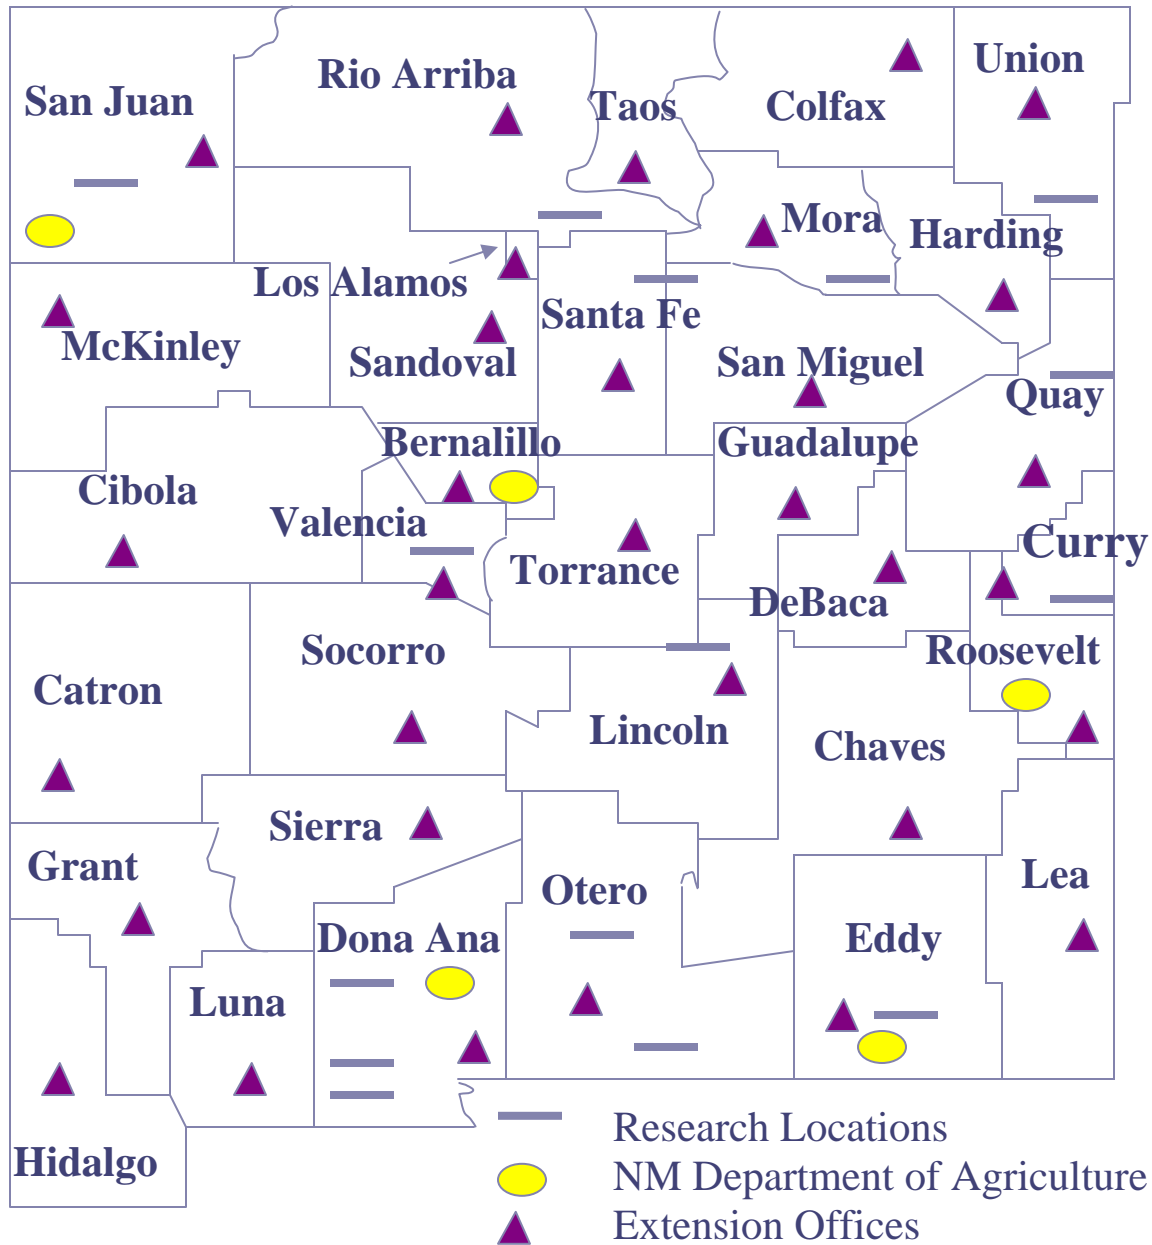 Union
Rio Arriba
San Juan
Taos
Colfax
Mora
Harding
Los Alamos
Santa Fe
McKinley
Sandoval
San Miguel
Quay
Bernalillo
Guadalupe
Cibola
Valencia
Curry
Torrance
DeBaca
Socorro
Roosevelt
Catron
Lincoln
Chaves
Sierra
Grant
Lea
Otero
Dona Ana
Eddy
Luna
Hidalgo
Research Locations
NM Department of Agriculture
Extension Offices